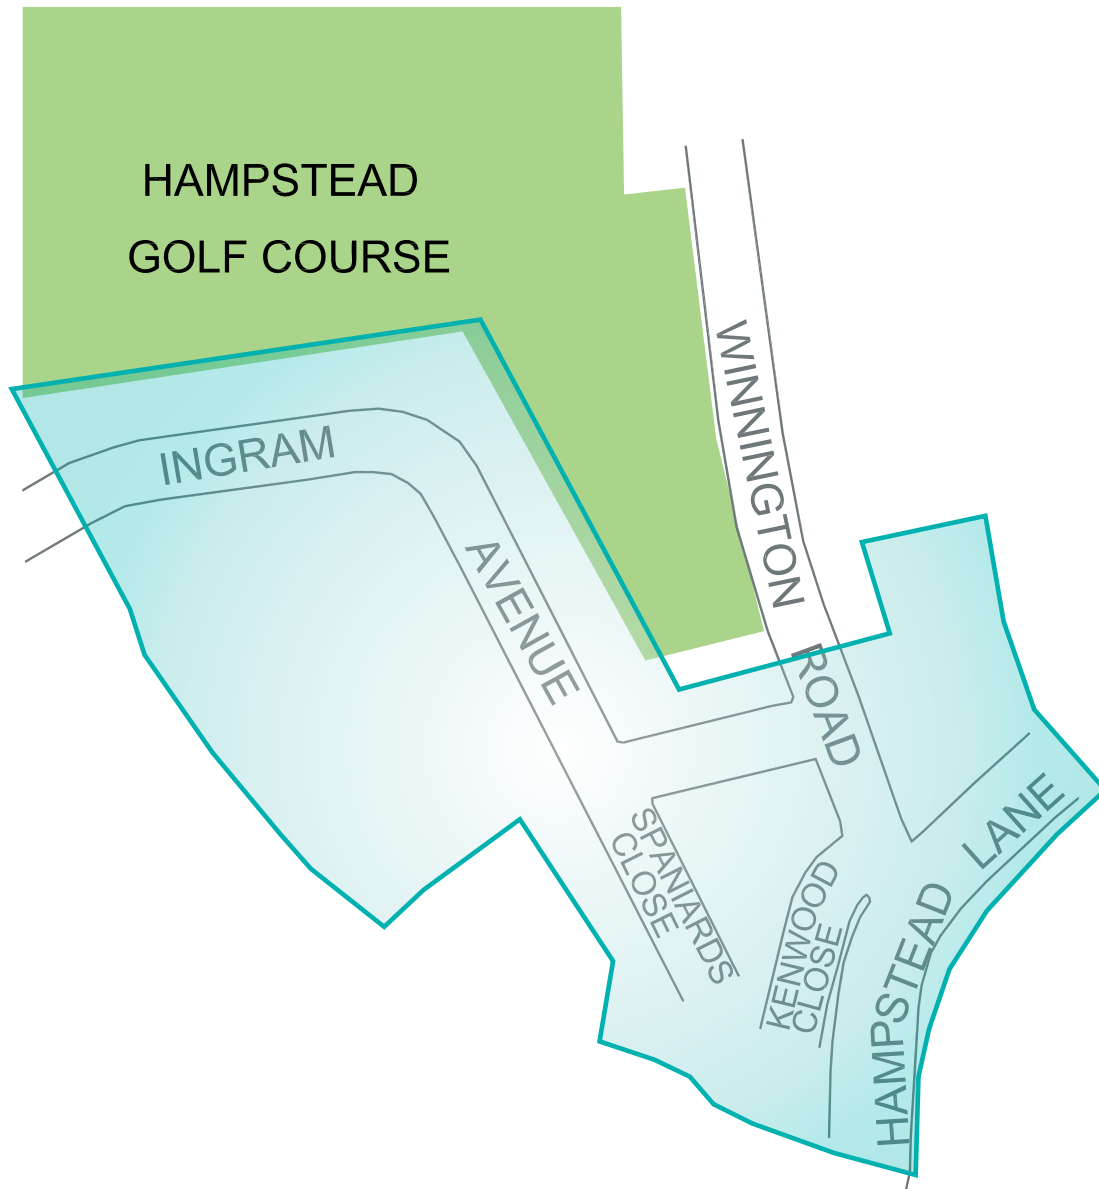 HAMPSTEAD
GOLF COURSE
WINNINGTON ROAD
INGRAM AVENUE
SPANIARDS
CLOSE
KENWOOD
CLOSE
HAMPSTEAD LANE